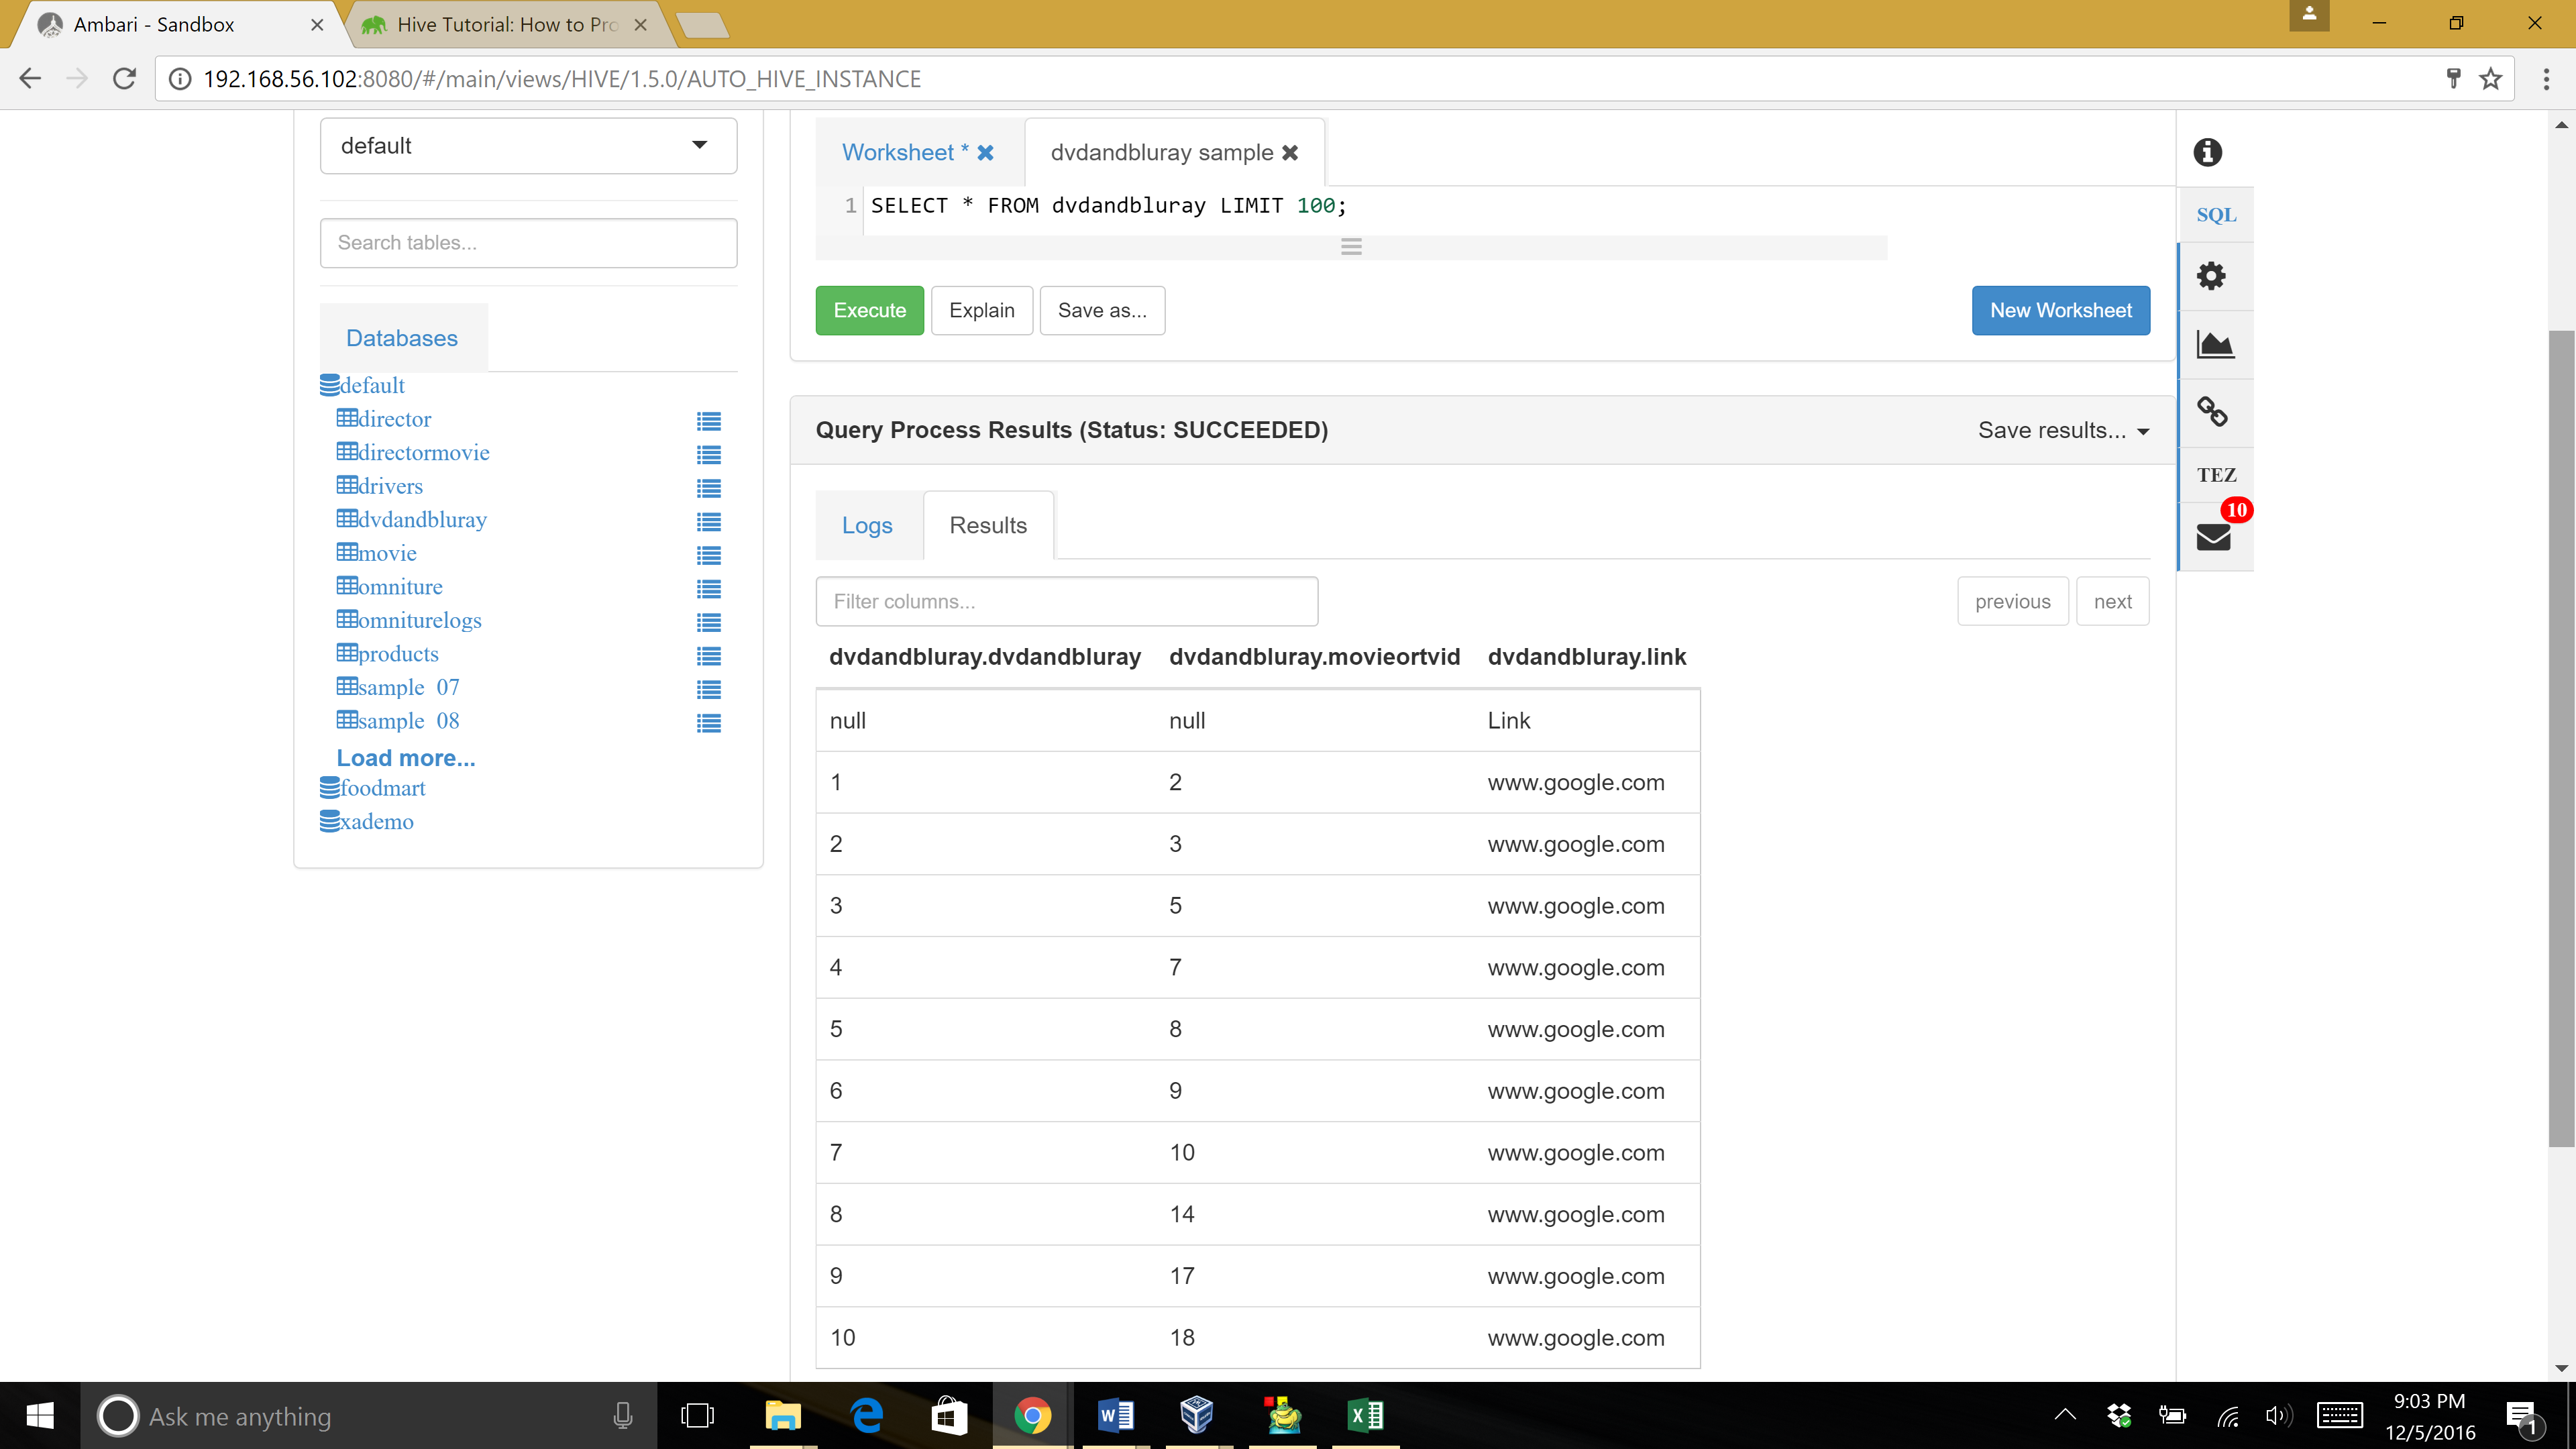 Ambari - Sandbox
Hive Tutorial: How to Pro
192.168.56.102:8080/#/main/views/HIVE/1.5.0/AUTO_HIVE_INSTANCE
default
Search tables...
Databases
default
director
directormovie
drivers
dvdandbluray
movie
omniture
omniturelogs
products
sample_07
sample_08
Load more...
foodmart
xademo
Worksheet *
dvdandbluray sample
1 SELECT * FROM dvdandbluray LIMIT 100;
Execute
Explain
Save as...
New Worksheet
Query Process Results (Status: SUCCEEDED)
Save results...
Logs
Results
Filter columns...
previous
next
dvdandbluray.dvdandbluray dvdandbluray.movieortvid dvdandbluray.link
null null Link
1 2 www.google.com
2 3 www.google.com
3 5 www.google.com
4 7 www.google.com
5 8 www.google.com
6 9 www.google.com
7 10 www.google.com
8 14 www.google.com
9 17 www.google.com
10 18 www.google.com
SQL
TEZ
10
Ask me anything
9:03 PM
12/5/2016
1